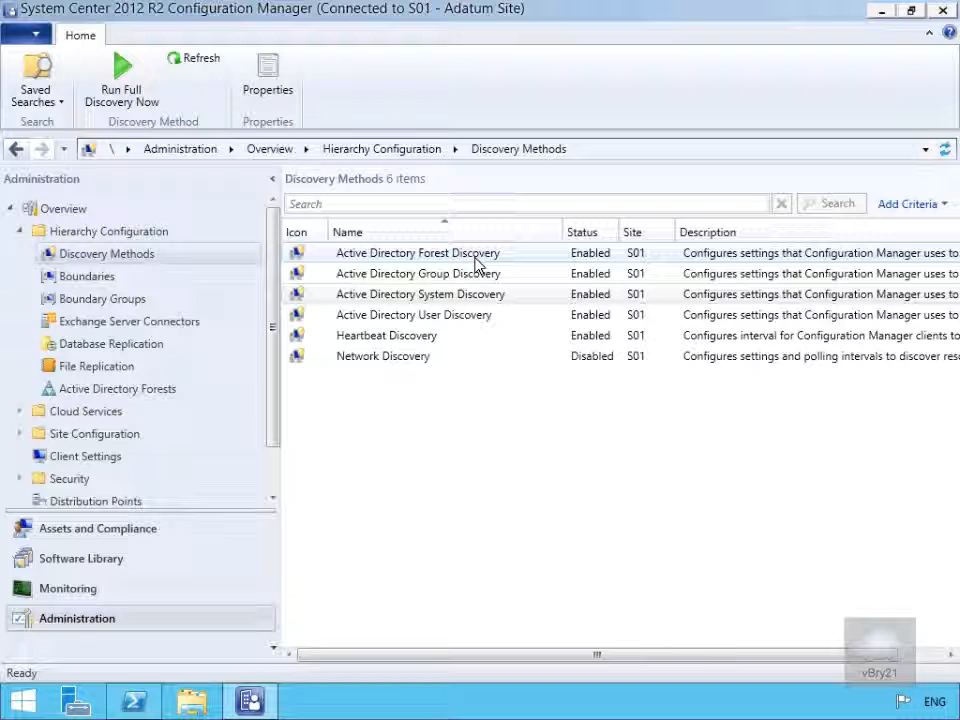 System Center 2012 R2 Configuration Manager (Connected to S01 - Adatum Site)
Home
Saved Searches
Run Full Discovery Now
Refresh
Properties
Search
Discovery Method
Properties
\ Administration Overview Hierarchy Configuration Discovery Methods
Administration
Overview
Hierarchy Configuration
Discovery Methods
Boundaries
Boundary Groups
Exchange Server Connectors
Database Replication
File Replication
Active Directory Forests
Cloud Services
Site Configuration
Client Settings
Security
Distribution Points
Assets and Compliance
Software Library
Monitoring
Administration
Discovery Methods 6 items
Search
Search
Add Criteria
Icon Name Status Site Description
Active Directory Forest Discovery Enabled S01 Configures settings that Configuration Manager uses to
Active Directory Group Discovery Enabled S01 Configures settings that Configuration Manager uses to
Active Directory System Discovery Enabled S01 Configures settings that Configuration Manager uses to
Active Directory User Discovery Enabled S01 Configures settings that Configuration Manager uses to
Heartbeat Discovery Enabled S01 Configures interval for Configuration Manager clients to
Network Discovery Disabled S01 Configures settings and polling intervals to discover res
vBry21
Ready
ENG